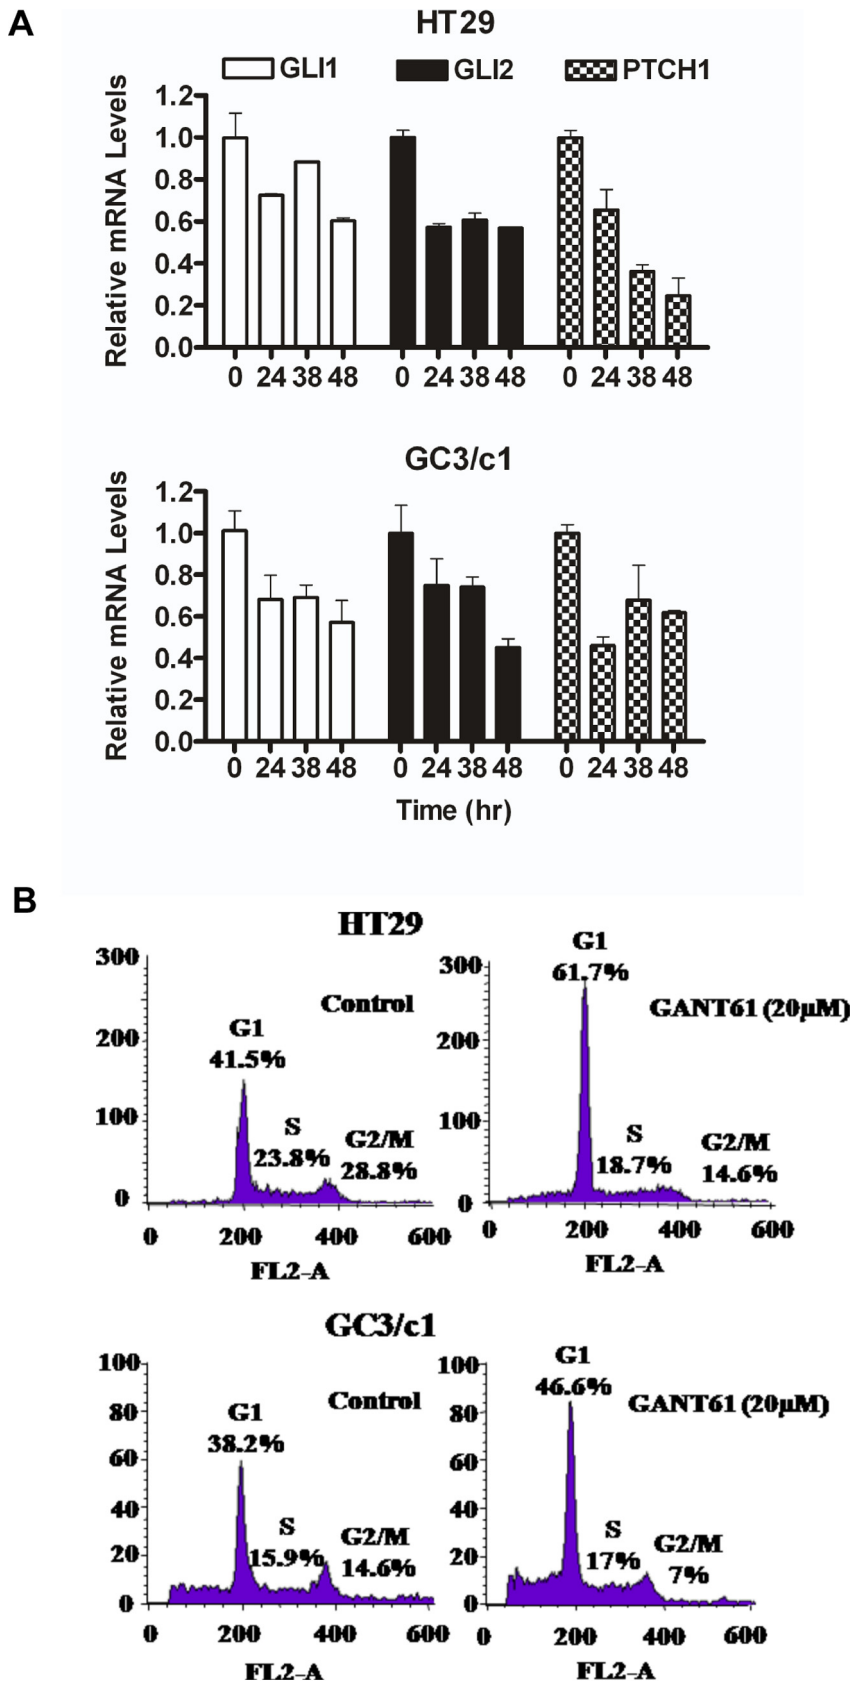 A
HT29
GLI1 GLI2 PTCH1
Relative mRNA Levels
1.2
1.0
0.8
0.6
0.4
0.2
0.0
0 24 38 48 0 24 38 48 0 24 38 48
GC3/c1
Relative mRNA Levels
1.2
1.0
0.8
0.6
0.4
0.2
0.0
0 24 38 48 0 24 38 48 0 24 38 48
Time (hr)
B
HT29
300
200
100
0
Control
G1
41.5%
S
23.8%
G2/M
28.8%
0 200 400 600
FL2-A
300
200
100
0
G1
61.7%
GANT61 (20μM)
S
18.7%
G2/M
14.6%
0 200 400 600
FL2-A
GC3/c1
100
80
60
40
20
0
Control
G1
38.2%
S
15.9%
G2/M
14.6%
0 200 400 600
FL2-A
100
80
60
40
20
0
G1
46.6%
GANT61 (20μM)
S
17%
G2/M
7%
0 200 400 600
FL2-A